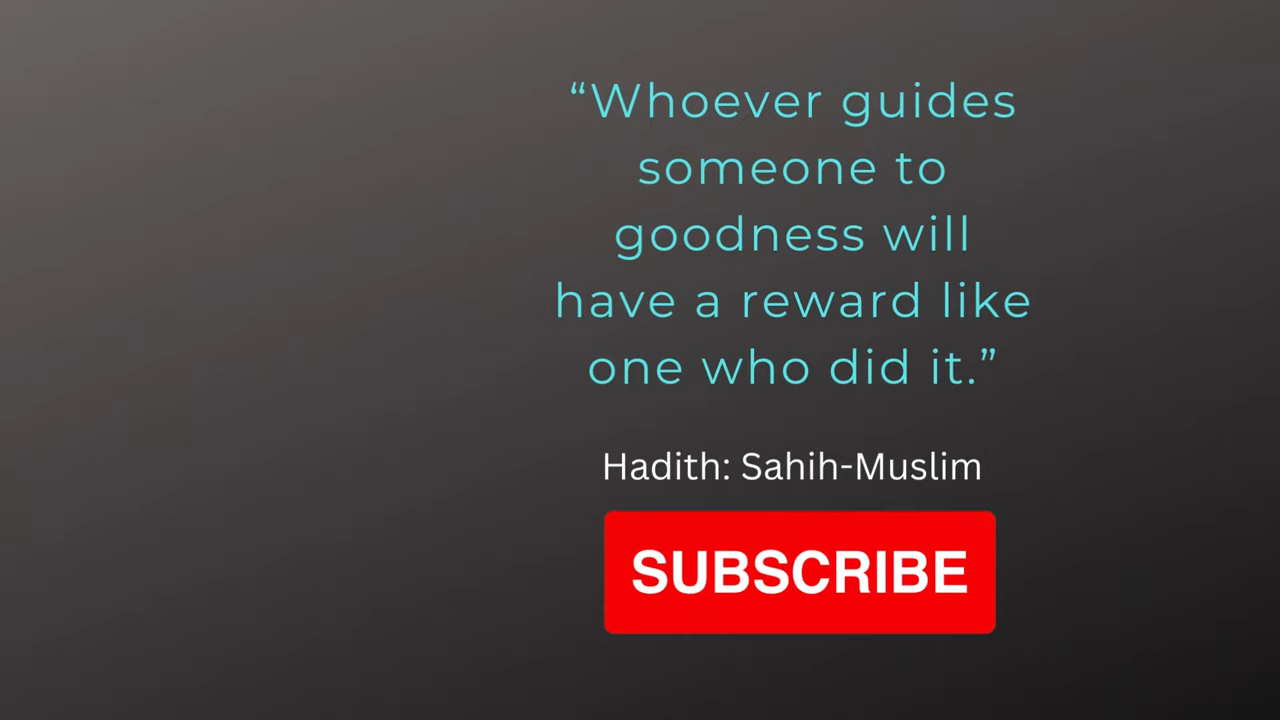 “Whoever guides
someone to
goodness will
have a reward like
one who did it.”
Hadith: Sahih-Muslim
SUBSCRIBE